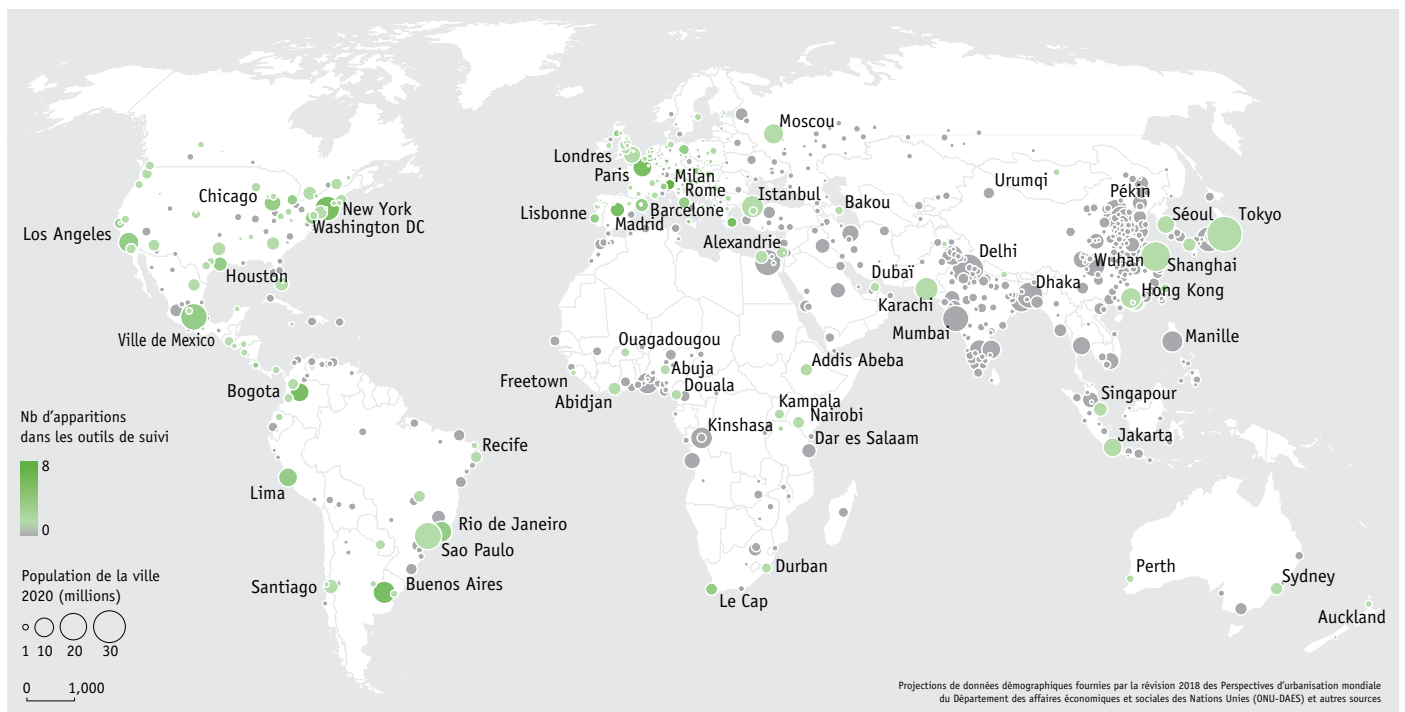 Moscou
Londres
Paris
Milan
Rome
Urumqi
Pékin
Chicago
New York
Washington DC
Lisbonne
Madrid
Barcelone
Istanbul
Bakou
Séoul
Tokyo
Los Angeles
Alexandrie
Delhi
Wuhan
Shanghai
Houston
Dubaï
Karachi
Dhaka
Hong Kong
Ville de Mexico
Mumbai
Manille
Ouagadougou
Addis Abeba
Abuja
Freetown
Douala
Abidjan
Bogota
Singapour
Kampala
Nairobi
Kinshasa
Dar es Salaam
Jakarta
Recife
Lima
Rio de Janeiro
Sao Paulo
Santiago
Buenos Aires
Durban
Le Cap
Perth
Sydney
Auckland
Nb d’apparitions
dans les outils de suivi
8
0
Population de la ville
2020 (millions)
1 10 20 30
0 1,000
Projections de données démographiques fournies par la révision 2018 des Perspectives d’urbanisation mondiale
du Département des affaires économiques et sociales des Nations Unies (ONU-DAES) et autres sources